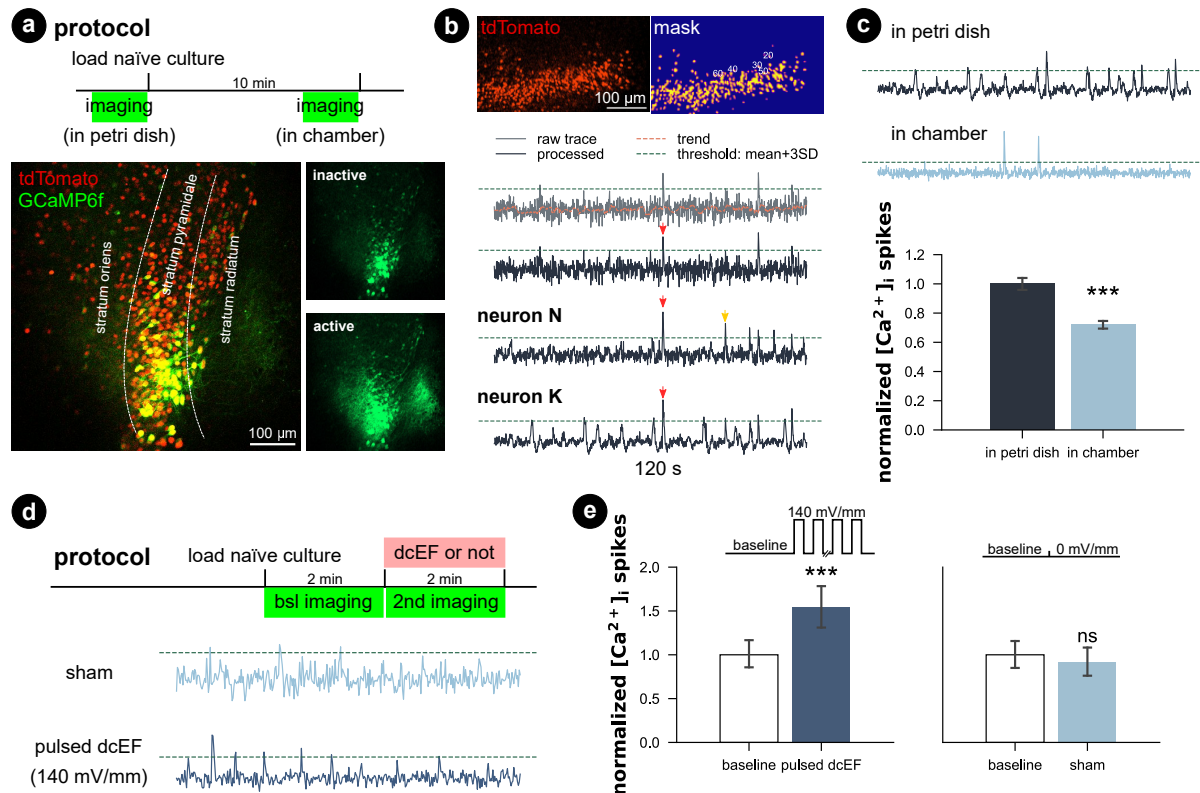 a
protocol
load naïve culture
10 min
imaging
imaging
(in petri dish)
(in chamber)
tdTomato
GCaMP6f
stratum oriens
stratum pyramidale
stratum radiatum
100 µm
inactive
active
b
tdTomato
100 µm
mask
20
60
40
30
raw trace
trend
processed
threshold: mean+3SD
neuron N
neuron K
120 s
c
in petri dish
in chamber
normalized [Ca²⁺]ᵢ spikes
1.2
1.0
0.8
0.6
0.4
0.2
0.0
***
in petri dish
in chamber
d
protocol
load naïve culture
dcEF or not
2 min
2 min
bsl imaging
2nd imaging
sham
pulsed dcEF
(140 mV/mm)
e
normalized [Ca²⁺]ᵢ spikes
140 mV/mm
baseline
2.0
1.5
1.0
0.5
0.0
***
baseline
pulsed dcEF
baseline
0 mV/mm
ns
baseline
sham